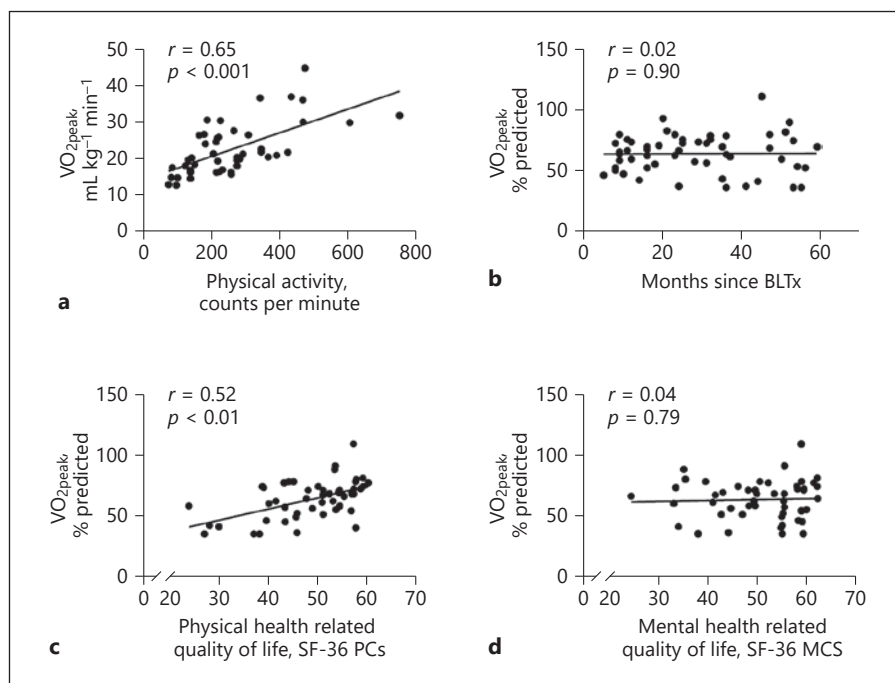 r = 0.65
p < 0.001
50
40
30
20
10
0
VO2peak,
mL kg–1 min–1
0
200
400
600
800
Physical activity,
counts per minute
a
r = 0.02
p = 0.90
150
100
50
0
VO2peak,
% predicted
0
20
40
60
Months since BLTx
b
r = 0.52
p < 0.01
150
100
50
0
VO2peak,
% predicted
0
20
30
40
50
60
70
Physical health related
quality of life, SF-36 PCs
c
r = 0.04
p = 0.79
150
100
50
0
VO2peak,
% predicted
0
20
30
40
50
60
70
Mental health related
quality of life, SF-36 MCS
d